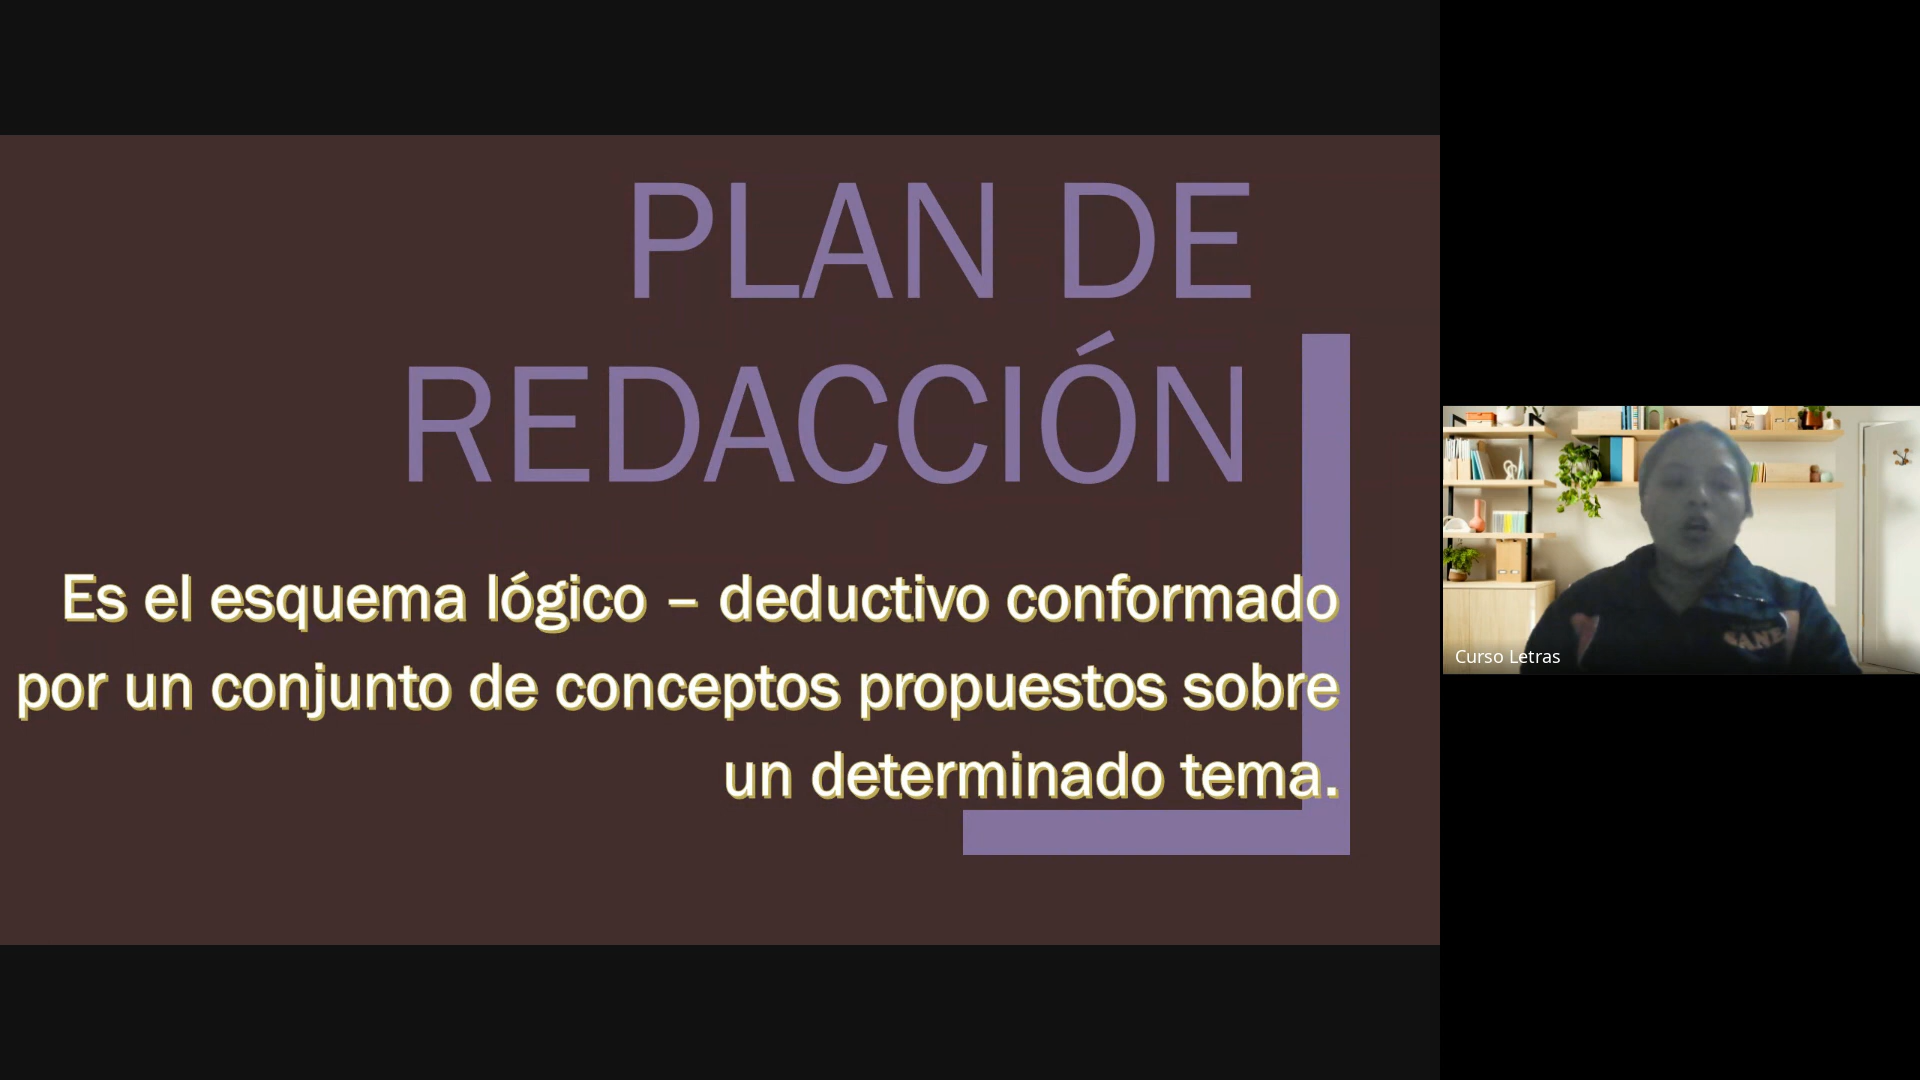 PLAN DE
REDACCIÓN
Es el esquema lógico – deductivo conformado
por un conjunto de conceptos propuestos sobre
un determinado tema.
Curso Letras